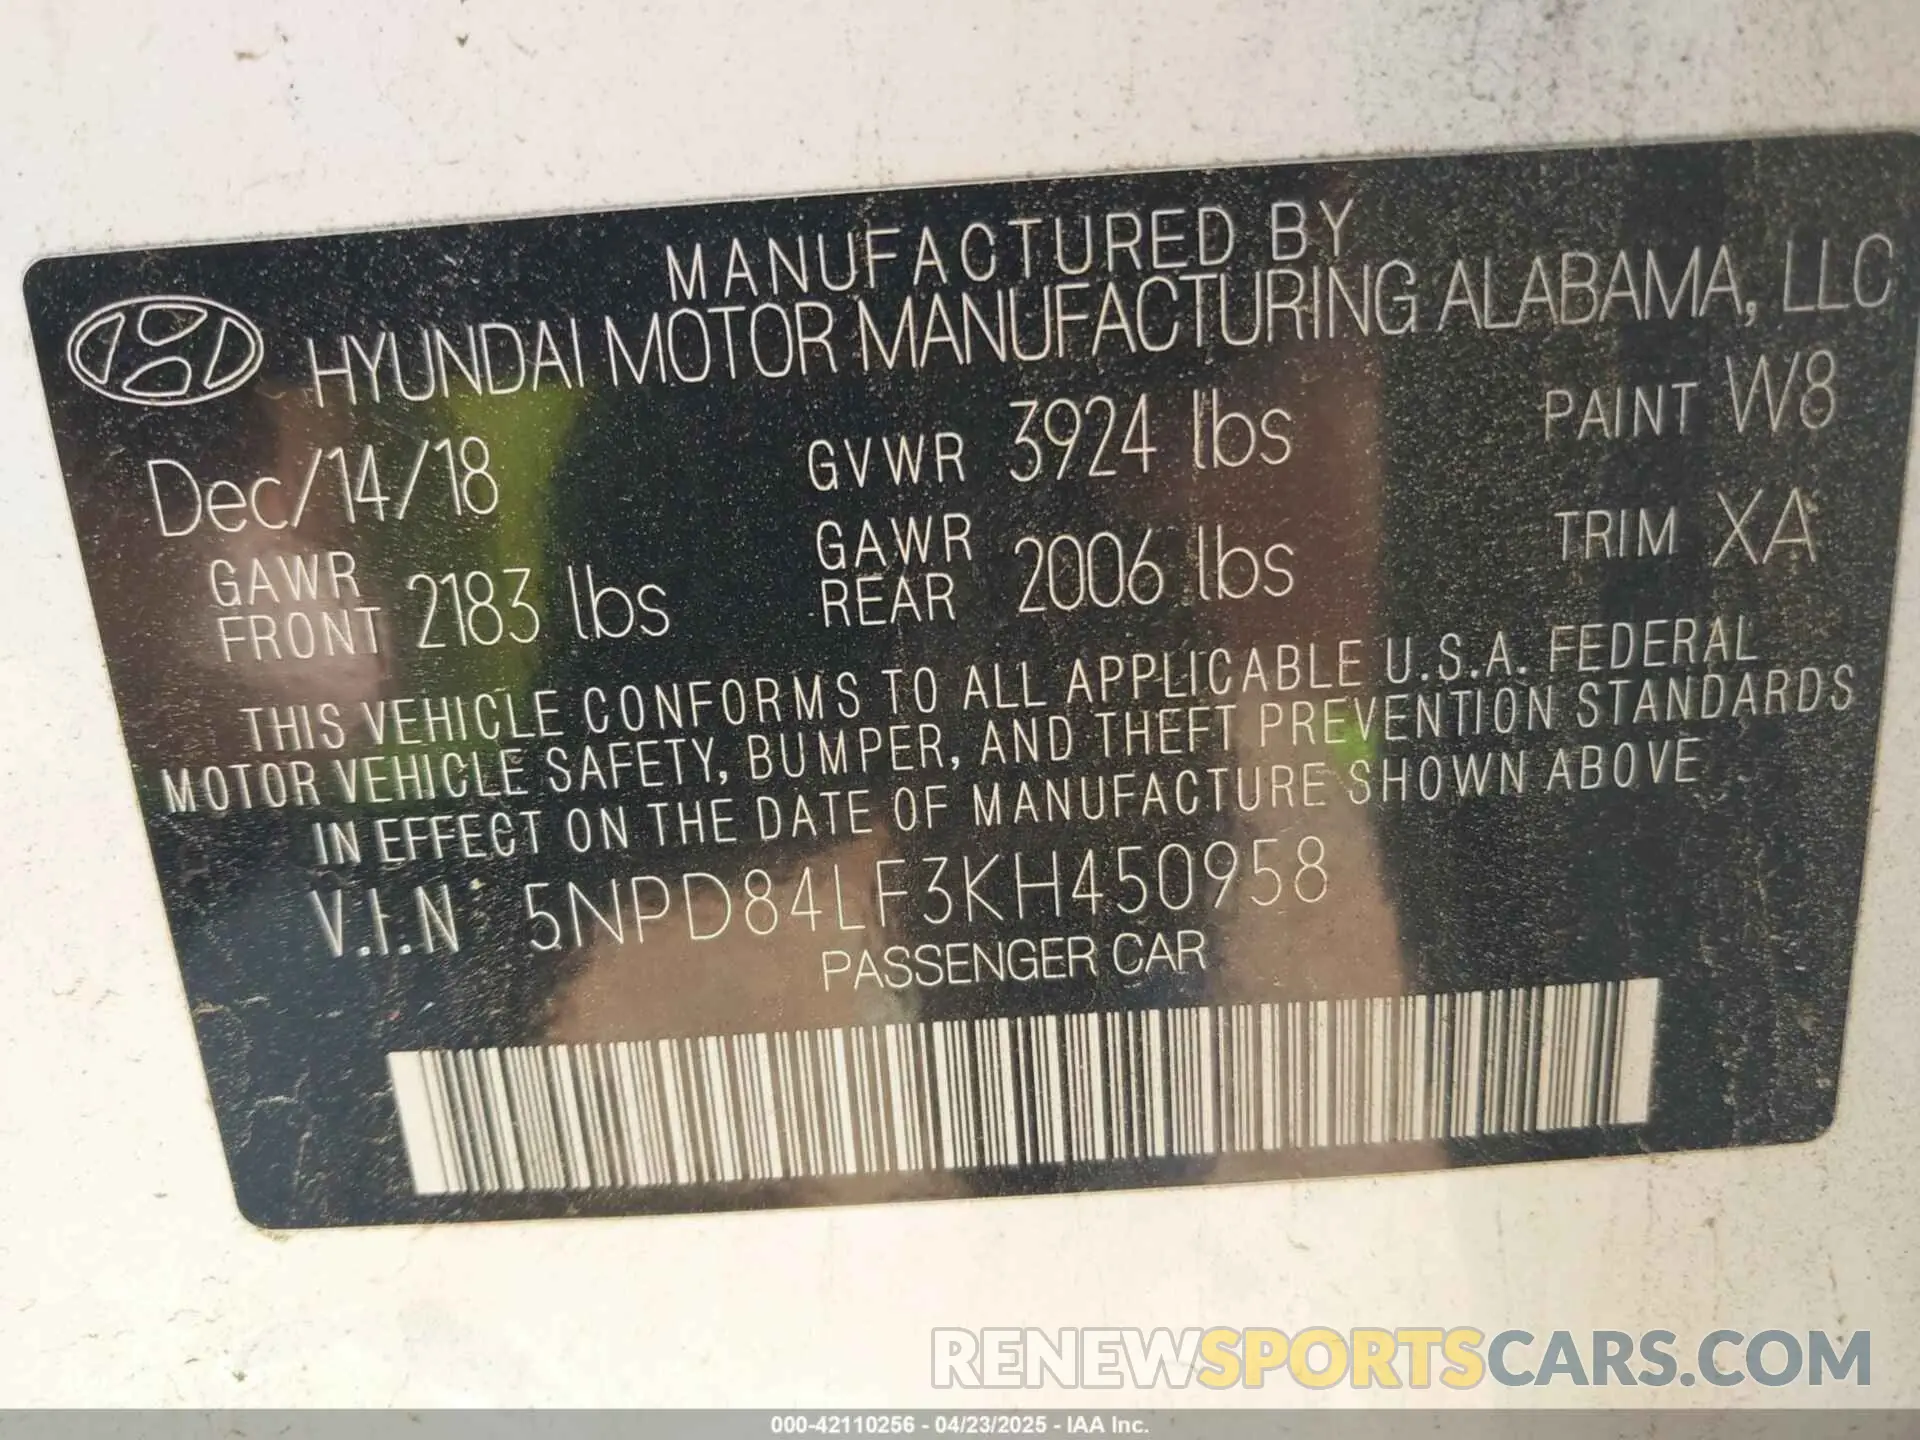 MANUFACTURED BY
HYUNDAI MOTOR MANUFACTURING ALABAMA, LLC
Dec/14/18 GVWR 3924 lbs PAINT W8
GAWR FRONT 2183 lbs GAWR REAR 2006 lbs TRIM XA
THIS VEHICLE CONFORMS TO ALL APPLICABLE U.S.A. FEDERAL
MOTOR VEHICLE SAFETY, BUMPER, AND THEFT PREVENTION STANDARDS
IN EFFECT ON THE DATE OF MANUFACTURE SHOWN ABOVE
V.I.N 5NPD84LF3KH450958
PASSENGER CAR
RENEWSPORTSCARS.COM
000-42110256 - 04/23/2025 - IAA Inc.